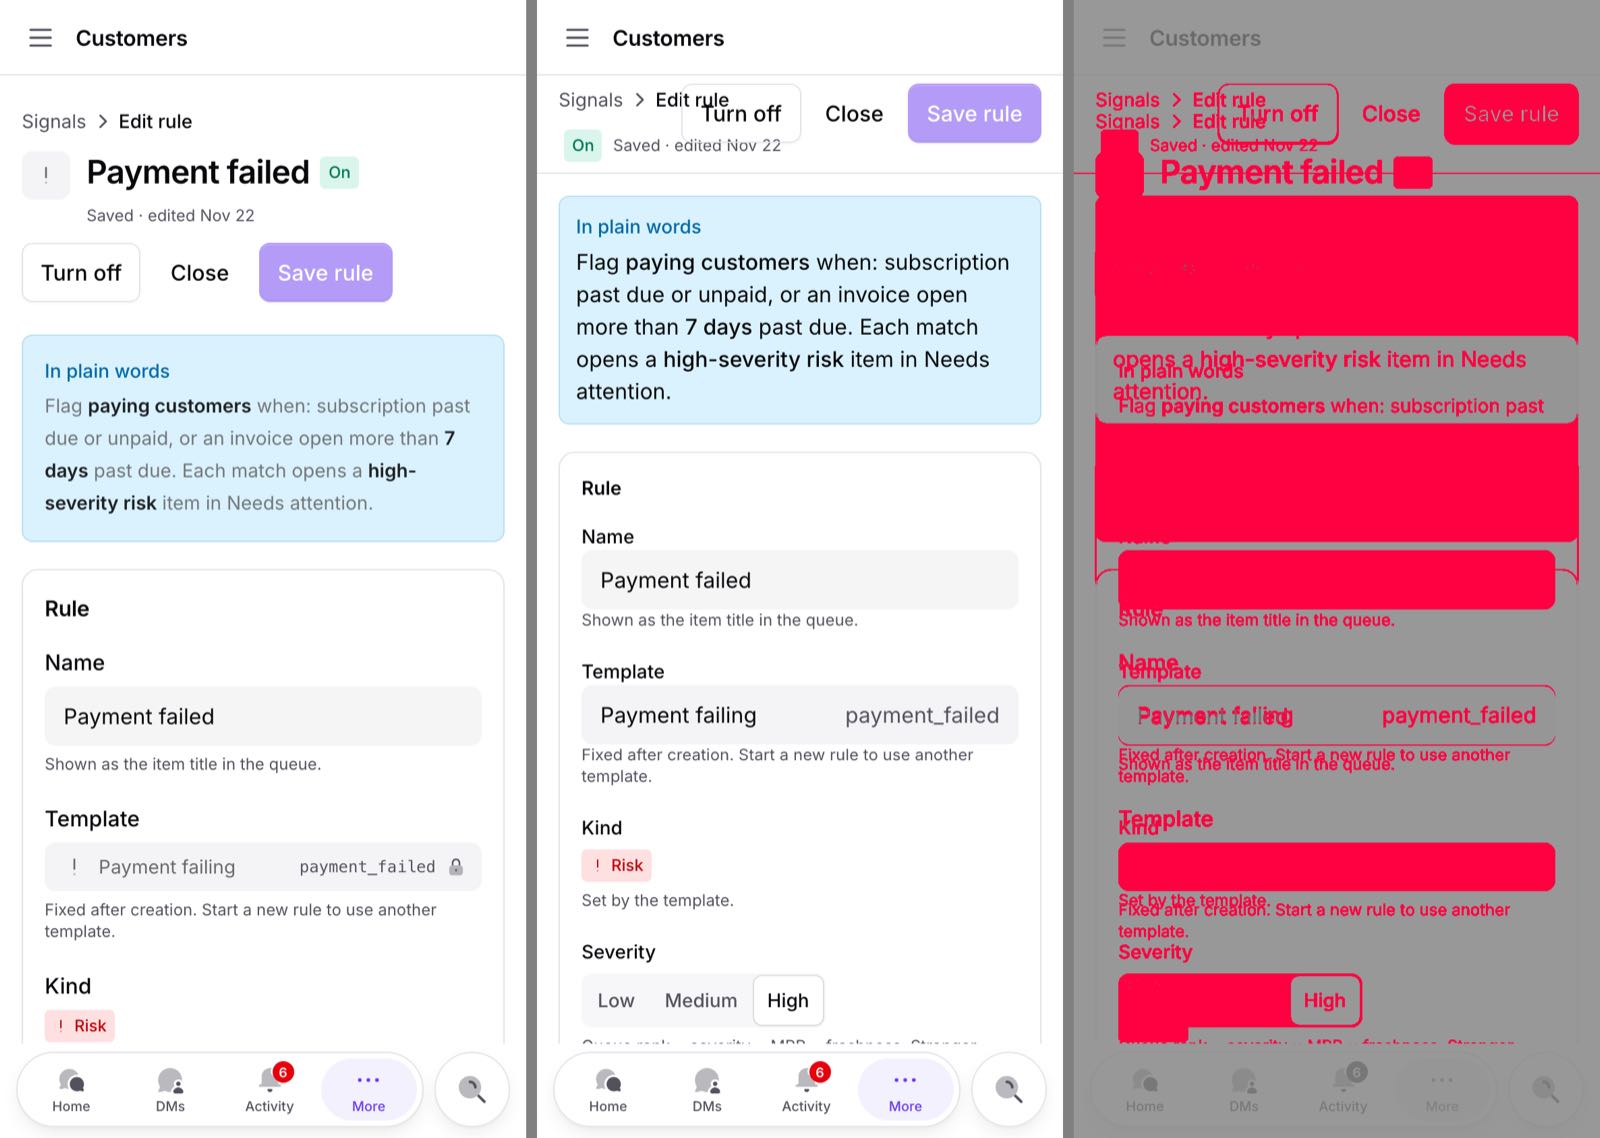 Customers
Signals > Edit rule
!
Payment failed
On
Saved · edited Nov 22
Turn off
Close
Save rule
In plain words
Flag paying customers when: subscription past
due or unpaid, or an invoice open more than 7
days past due. Each match opens a high-
severity risk item in Needs attention.
Rule
Name
Payment failed
Shown as the item title in the queue.
Template
! Payment failing
payment_failed
Fixed after creation. Start a new rule to use another
template.
Kind
! Risk
Home
DMs
Activity
6
More
Customers
Signals > Edit rule
Turn off
Close
Save rule
On
Saved · edited Nov 22
In plain words
Flag paying customers when: subscription
past due or unpaid, or an invoice open
more than 7 days past due. Each match
opens a high-severity risk item in Needs
attention.
Rule
Name
Payment failed
Shown as the item title in the queue.
Template
Payment failing
payment_failed
Fixed after creation. Start a new rule to use another
template.
Kind
! Risk
Set by the template.
Severity
Low
Medium
High
Home
DMs
Activity
6
More
Customers
Signals > Edit rule
Signals > Edit rule
Turn off
Close
Save rule
Saved · edited Nov 22
Payment failed
opens a high-severity risk item in Needs
In plain words
attention.
Flag paying customers when: subscription past
Rule
Shown as the item title in the queue.
Name
Template
Payment failing
payment_failed
Fixed after creation. Start a new rule to use another
Shown as the item title in the queue.
template.
Template
Kind
Set by the template.
Fixed after creation. Start a new rule to use another
template.
Severity
High
Home
DMs
Activity
6
More